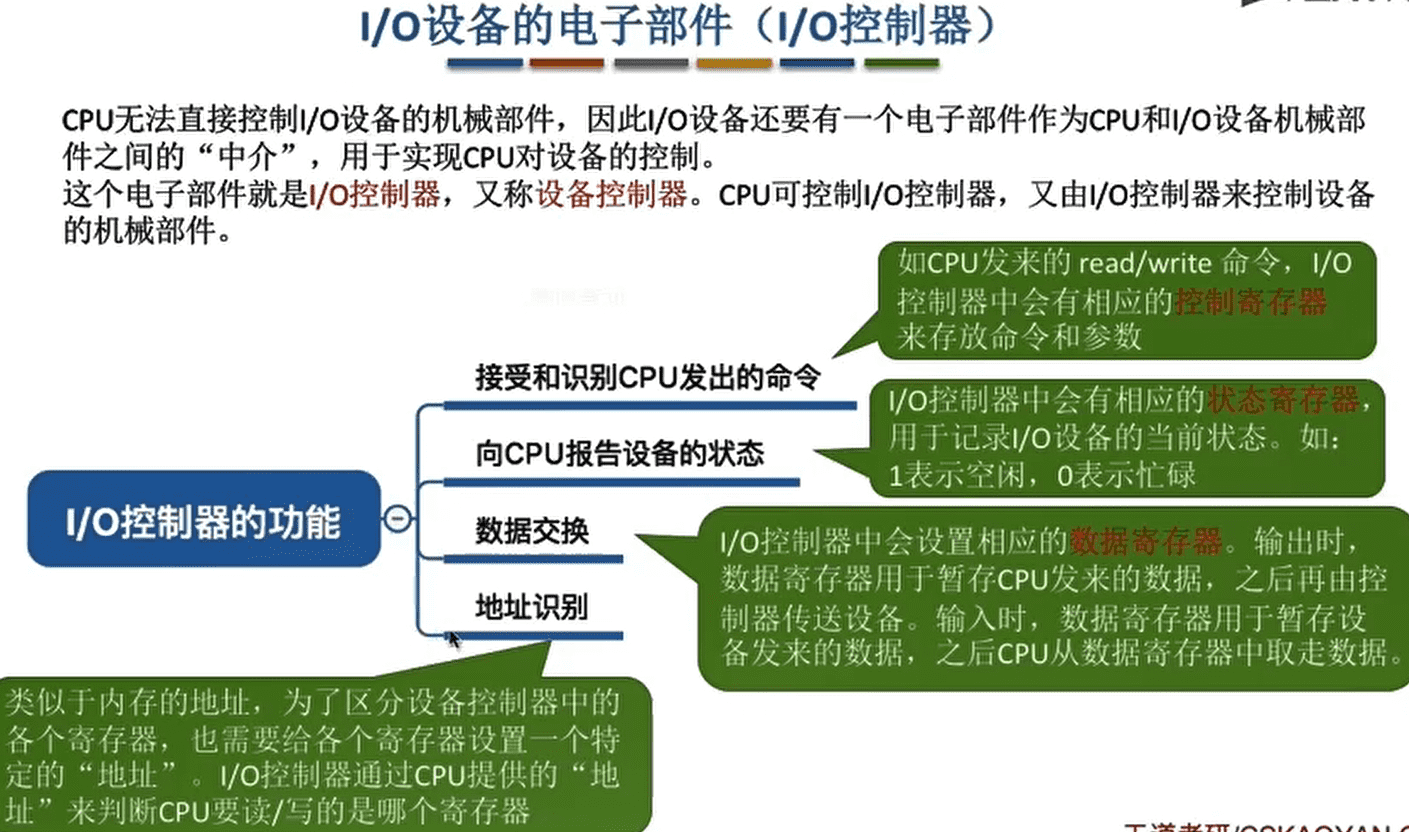 I/O设备的电子部件（I/O控制器）
CPU无法直接控制I/O设备的机械部件，因此I/O设备还要有一个电子部件作为CPU和I/O设备机械部
件之间的“中介”，用于实现CPU对设备的控制。
这个电子部件就是I/O控制器，又称设备控制器。CPU可控制I/O控制器，又由I/O控制器来控制设备
的机械部件。
如CPU发来的 read/write 命令，I/O
控制器中会有相应的控制寄存器
来存放命令和参数
接受和识别CPU发出的命令
I/O控制器中会有相应的状态寄存器，
用于记录I/O设备的当前状态。如：
1表示空闲，0表示忙碌
向CPU报告设备的状态
I/O控制器的功能
数据交换
I/O控制器中会设置相应的数据寄存器。输出时，
数据寄存器用于暂存CPU发来的数据，之后再由控
制器传送设备。输入时，数据寄存器用于暂存设
备发来的数据，之后CPU从数据寄存器中取走数据。
地址识别
类似于内存的地址，为了区分设备控制器中的
各个寄存器，也需要给各个寄存器设置一个特
定的“地址”。I/O控制器通过CPU提供的“地
址”来判断CPU要读/写的是哪个寄存器